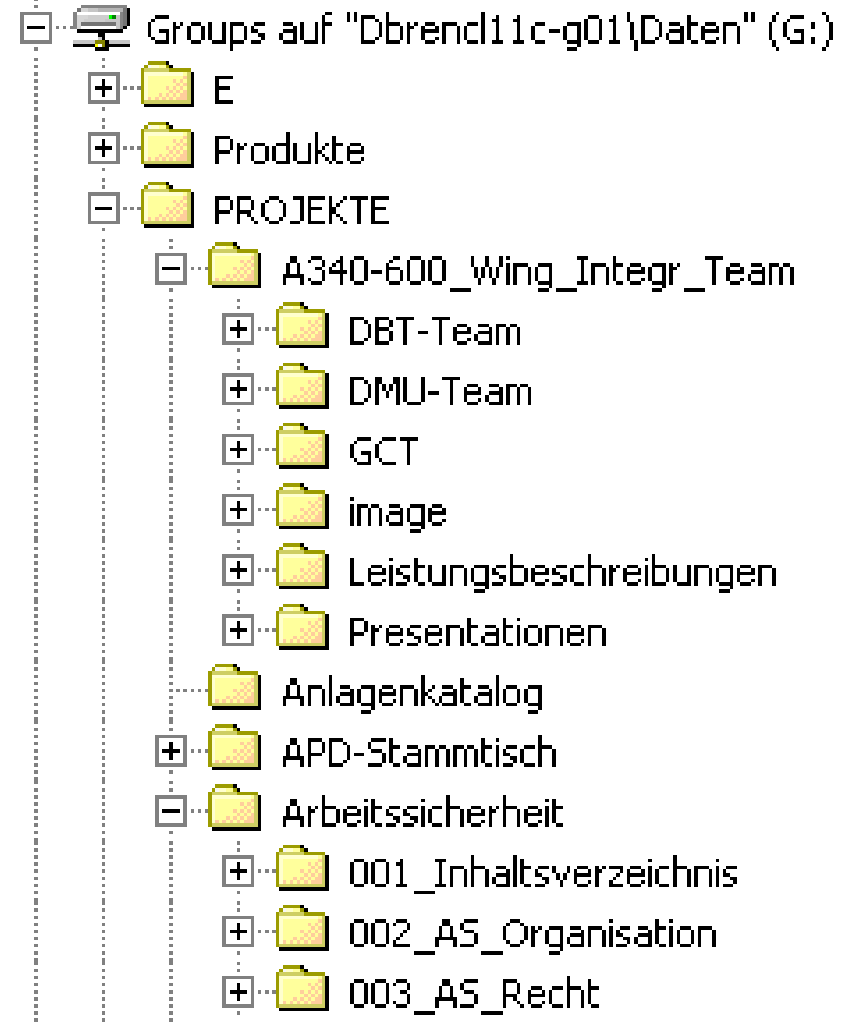 Groups auf "Dbrencl11c-g01\Daten" (G:)
E
Produkte
PROJEKTE
A340-600_Wing_Integr_Team
DBT-Team
DMU-Team
GCT
image
Leistungsbeschreibungen
Presentationen
Anlagenkatalog
APD-Stammtisch
Arbeitssicherheit
001_Inhaltsverzeichnis
002_AS_Organisation
003_AS_Recht